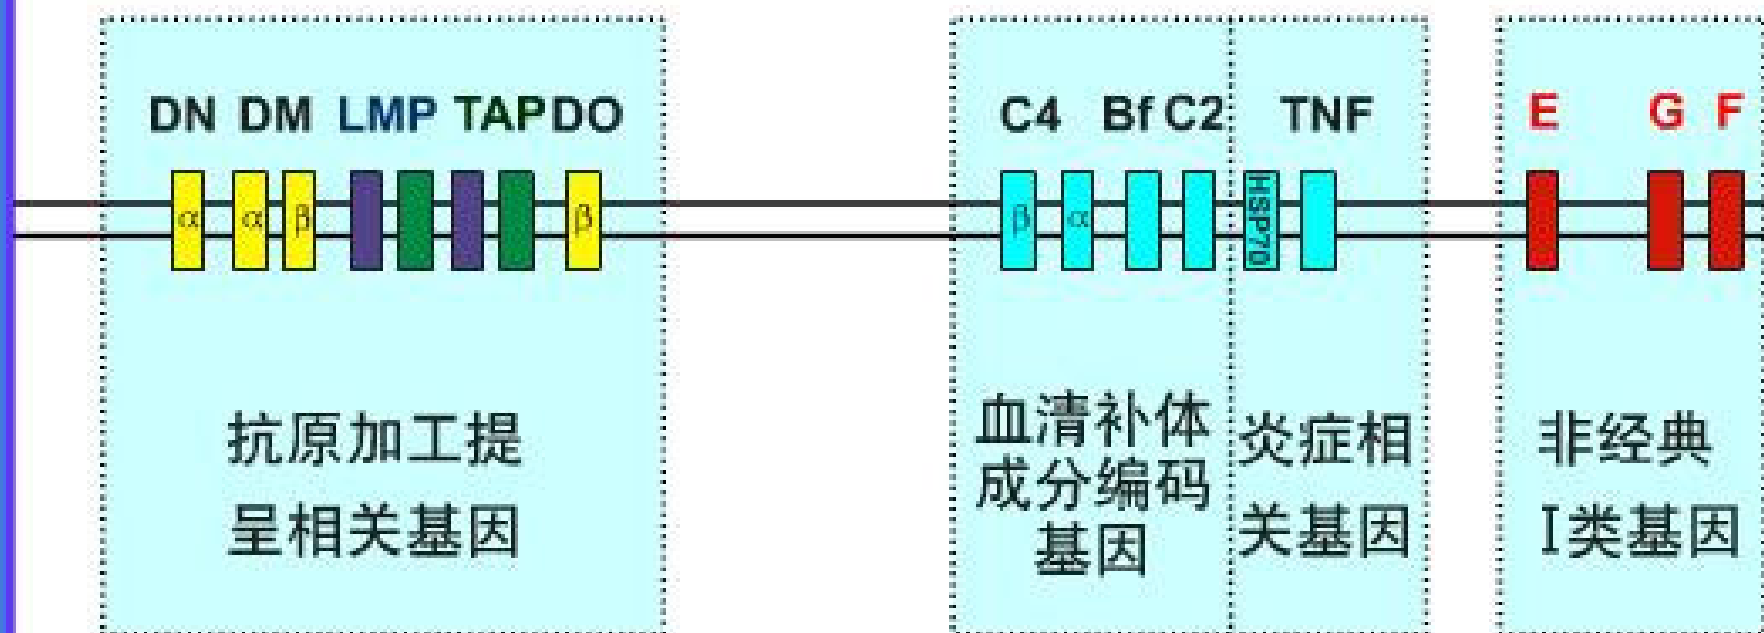 DN DM LMP TAP DO C4 Bf C2 TNF E G F
α α β β β α HSP70
抗原加工提
呈相关基因
血清补体
成分编码
基因
炎症相
关基因
非经典
I类基因